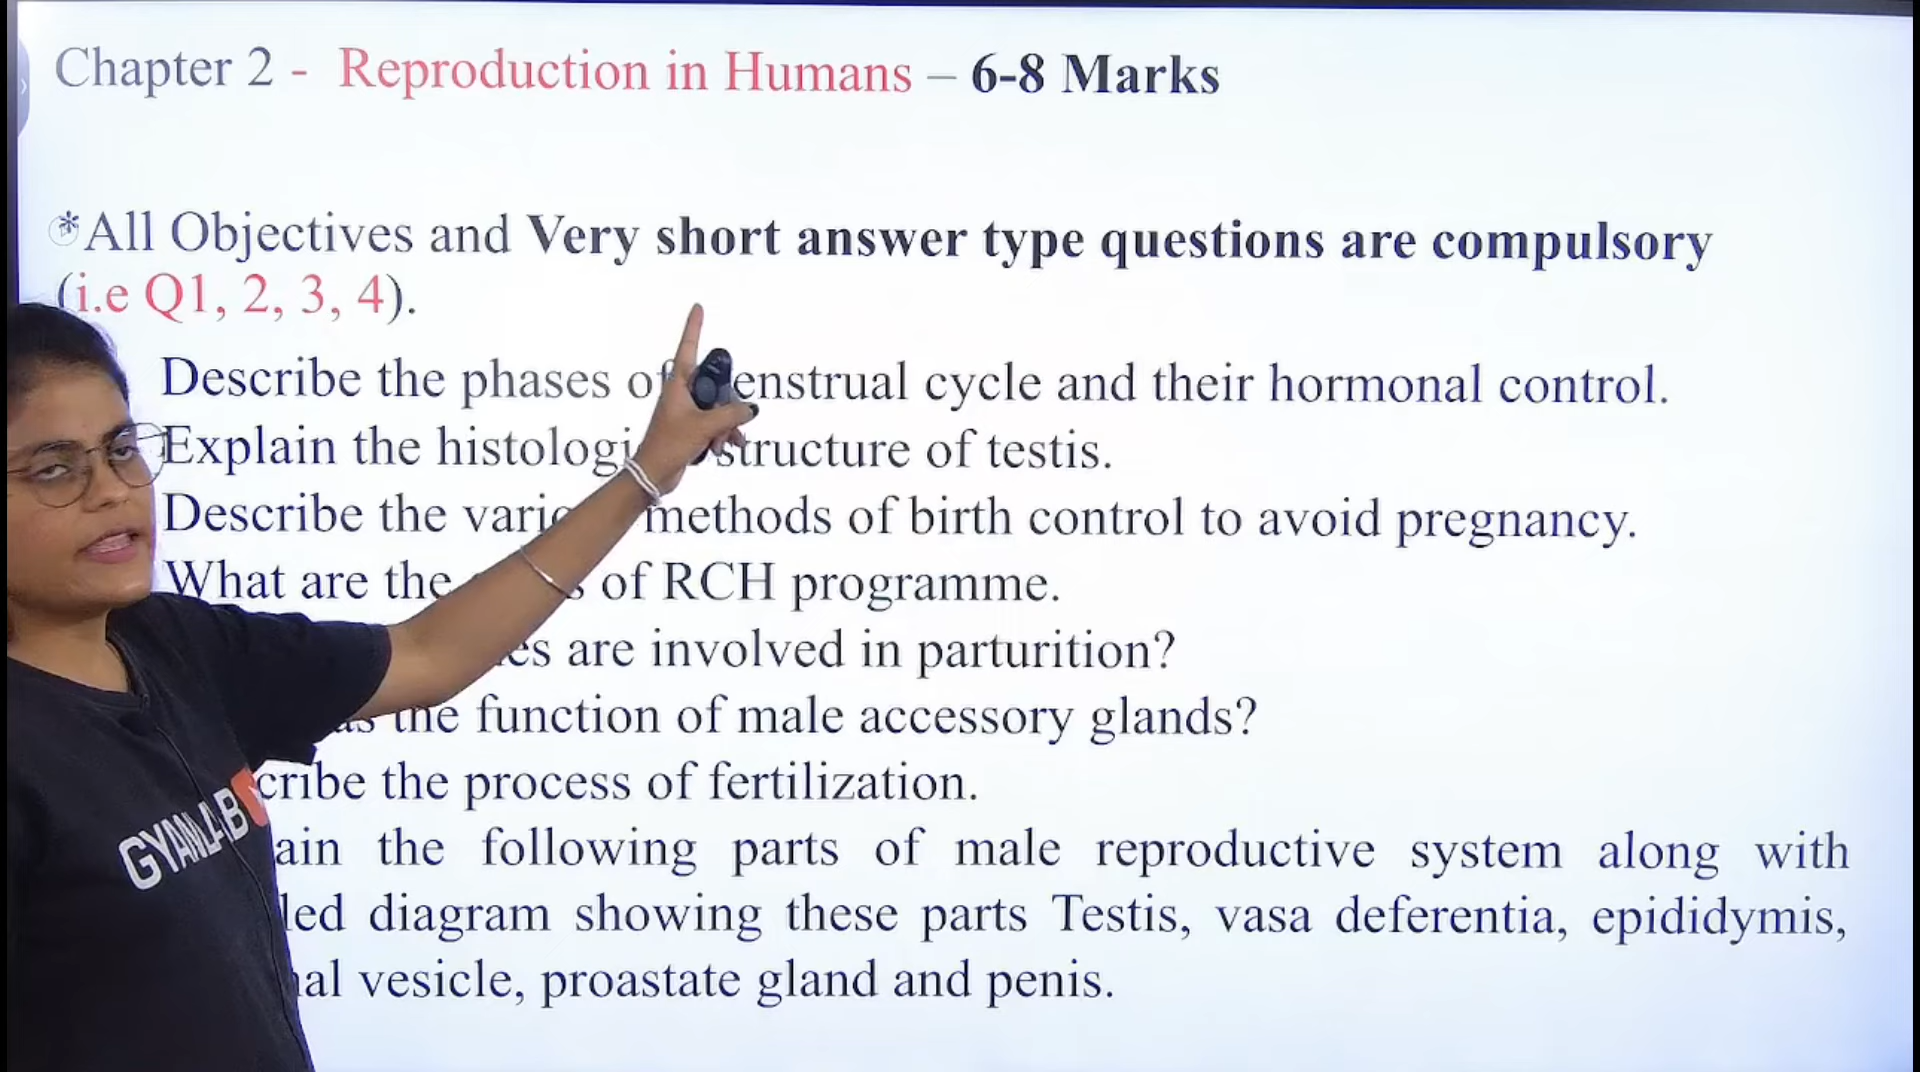 Chapter 2 - Reproduction in Humans – 6-8 Marks
*All Objectives and Very short answer type questions are compulsory
(i.e Q1, 2, 3, 4).
Describe the phases of enstrual cycle and their hormonal control.
Explain the histologi structure of testis.
Describe the vari methods of birth control to avoid pregnancy.
What are the of RCH programme.
es are involved in parturition?
as the function of male accessory glands?
cribe the process of fertilization.
ain the following parts of male reproductive system along with
led diagram showing these parts Testis, vasa deferentia, epididymis,
al vesicle, proastate gland and penis.
GYANLAB